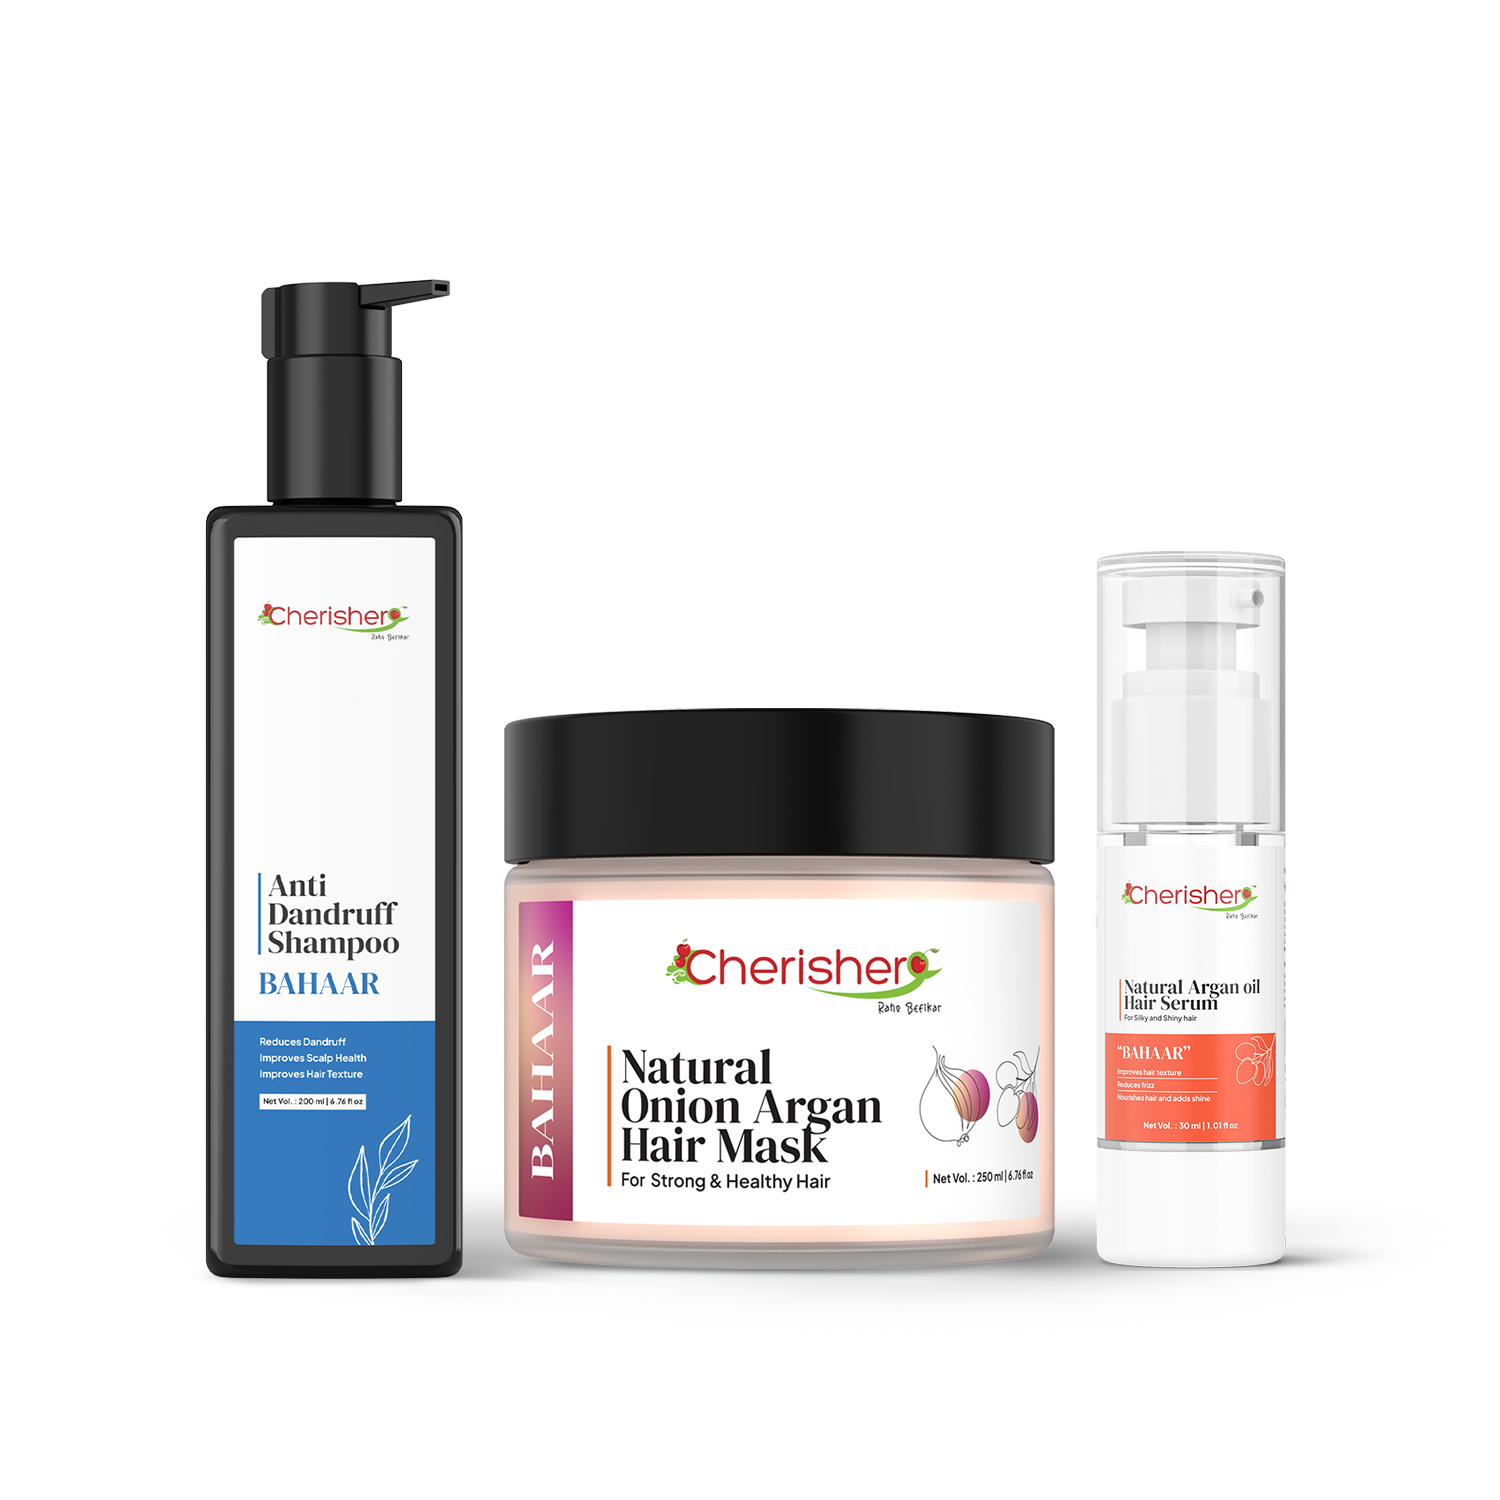 Cherishero
Raho Befikar
Anti
Dandruff
Shampoo
BAHAAR
Reduces Dandruff
Improves Scalp Health
Improves Hair Texture
Net Vol. : 200 ml | 6.76 fl oz
BAHAAR
Cherishero
Raho Befikar
Natural
Onion Argan
Hair Mask
For Strong & Healthy Hair
Net Vol. : 250 ml | 6.76 fl oz
Cherishero
Raho Befikar
Natural Argan oil
Hair Serum
For Silky and Shiny hair
“BAHAAR”
Improves hair texture
Reduces frizz
Nourishes hair and adds shine
Net Vol. : 30 ml | 1.01 fl oz